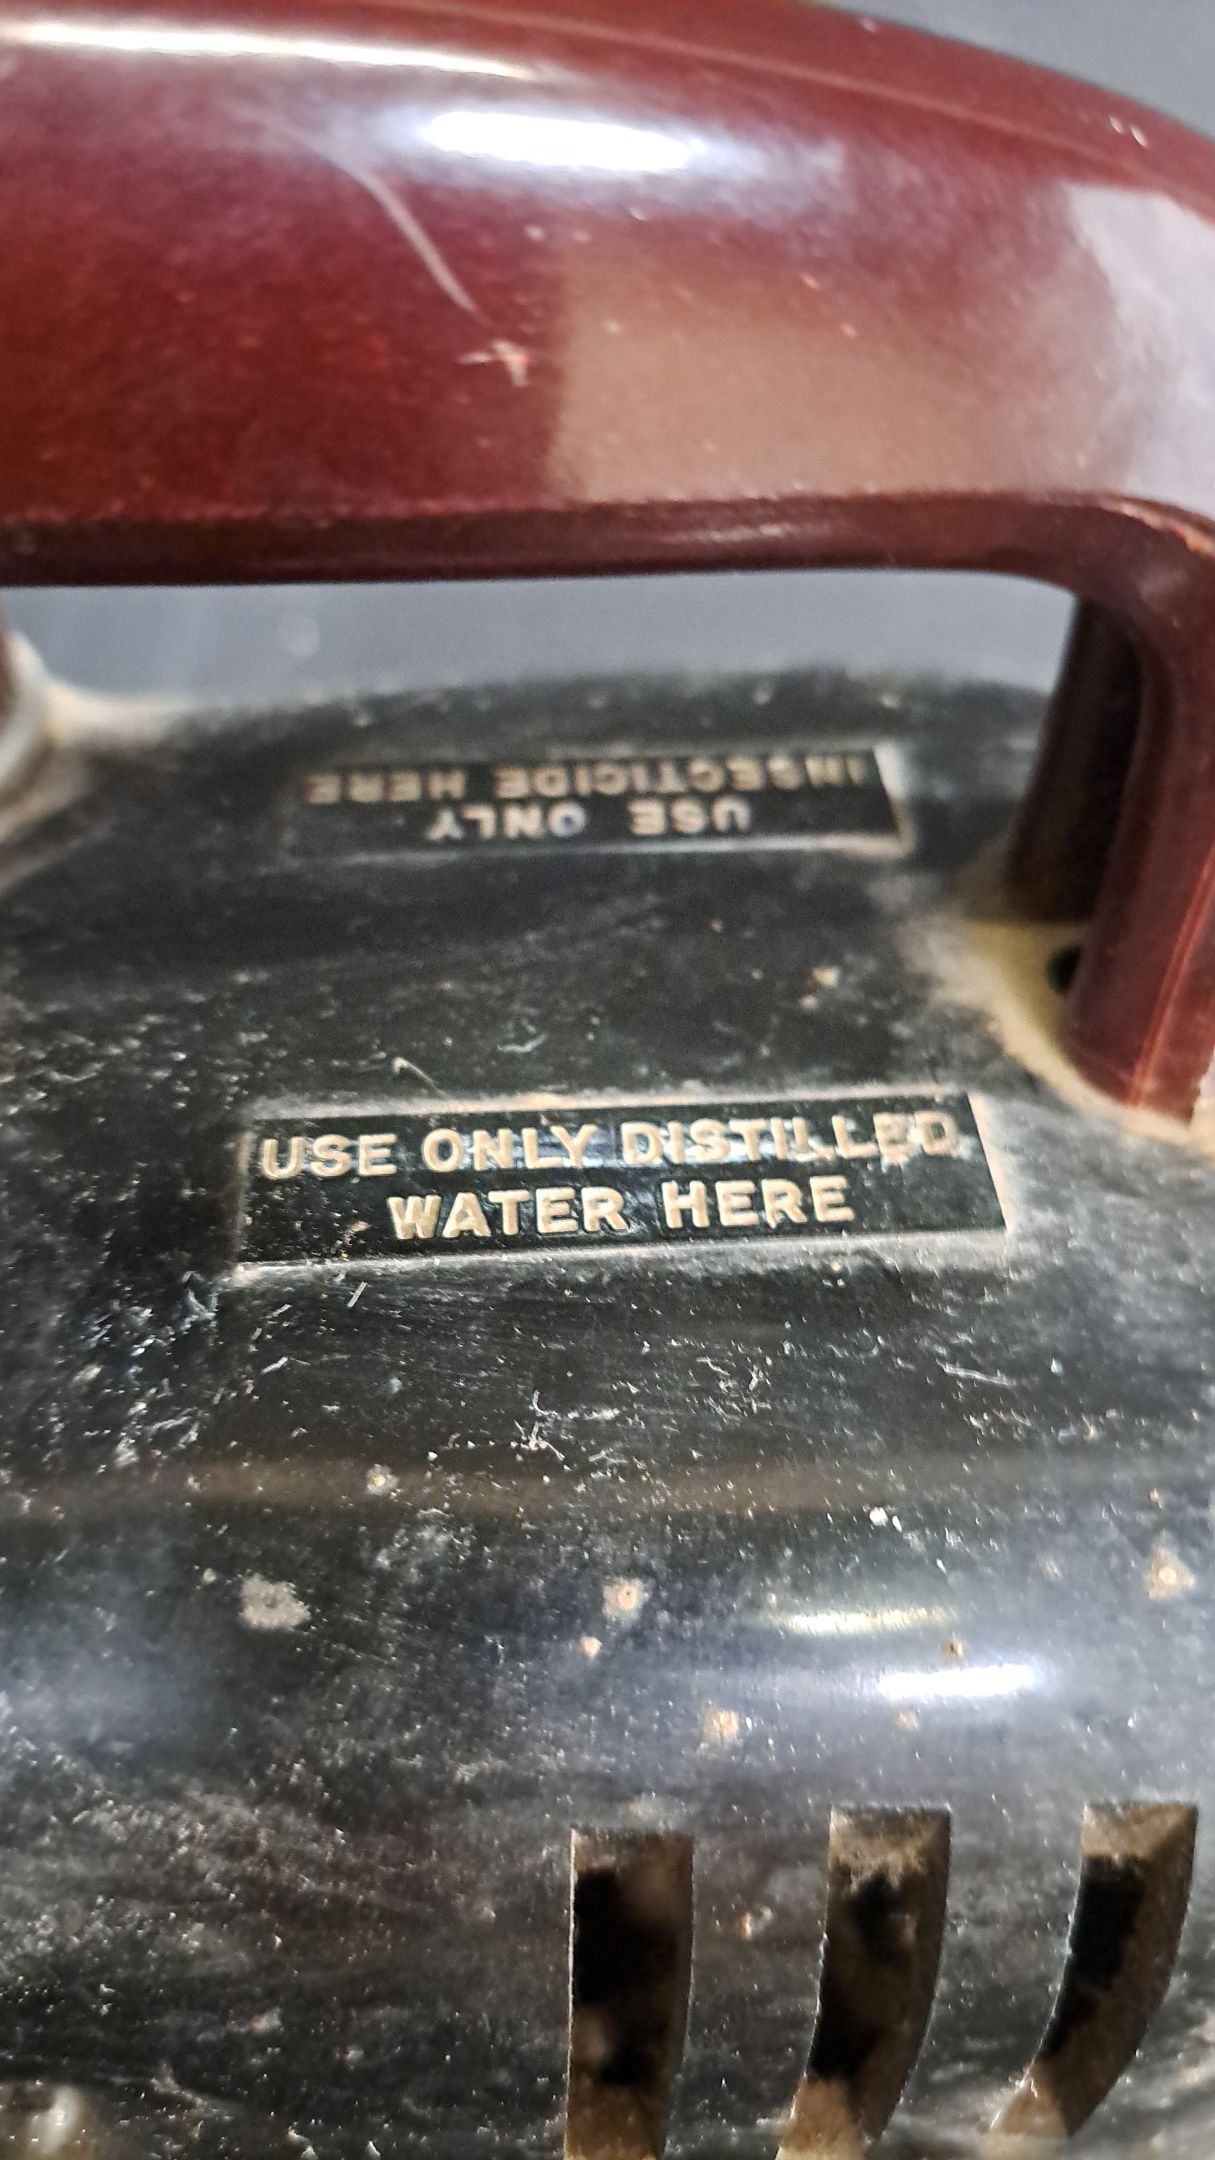 USE ONLY
INSECTICIDE HERE
USE ONLY DISTILLED
WATER HERE